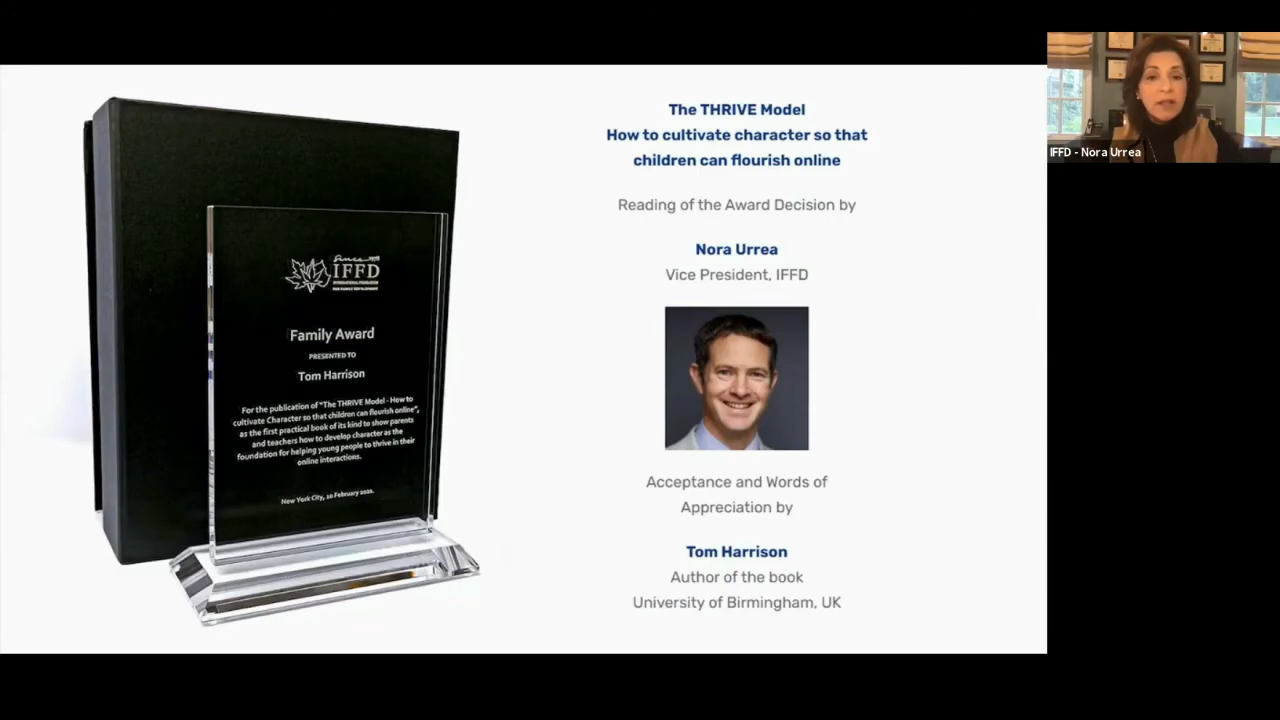 The THRIVE Model
How to cultivate character so that
children can flourish online
Reading of the Award Decision by
Nora Urrea
Vice President, IFFD
Acceptance and Words of
Appreciation by
Tom Harrison
Author of the book
University of Birmingham, UK
Since 1978
IFFD
INTERNATIONAL FEDERATION
FOR FAMILY DEVELOPMENT
Family Award
PRESENTED TO
Tom Harrison
For the publication of "The THRIVE Model - How to
cultivate Character so that children can flourish online",
as the first practical book of its kind to show parents
and teachers how to develop character as the
foundation for helping young people to thrive in their
online interactions.
New York City, 10 February 2021.
IFFD - Nora Urrea